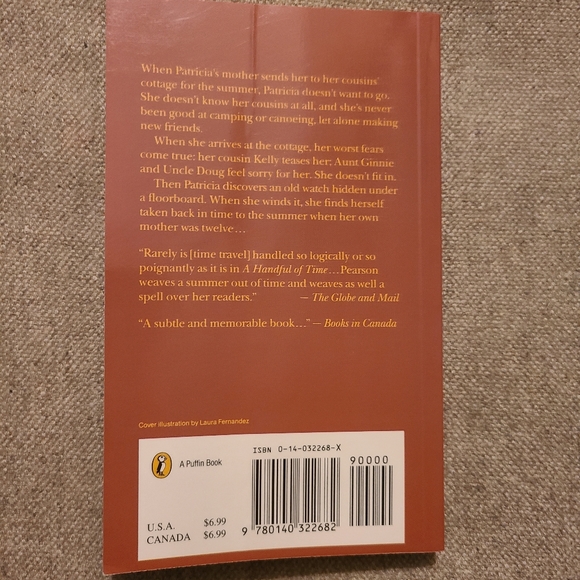 When Patricia's mother sends her to her cousins'
cottage for the summer, Patricia doesn't want to go.
She doesn't know her cousins at all, and she's never
been good at camping or canoeing, let alone making
new friends.
When she arrives at the cottage, her worst fears
come true: her cousin Kelly teases her; Aunt Ginnie
and Uncle Doug feel sorry for her. She doesn't fit in.
Then Patricia discovers an old watch hidden under
a floorboard. When she winds it, she finds herself
taken back in time to the summer when her own
mother was twelve…
“Rarely is [time travel] handled so logically or so
poignantly as it is in A Handful of Time…Pearson
weaves a summer out of time and weaves as well a
spell over her readers.” — The Globe and Mail
“A subtle and memorable book…” — Books in Canada
Cover illustration by Laura Fernandez
A Puffin Book
ISBN 0-14-032268-X
90000
U.S.A. $6.99
CANADA $6.99
9 780140 322682